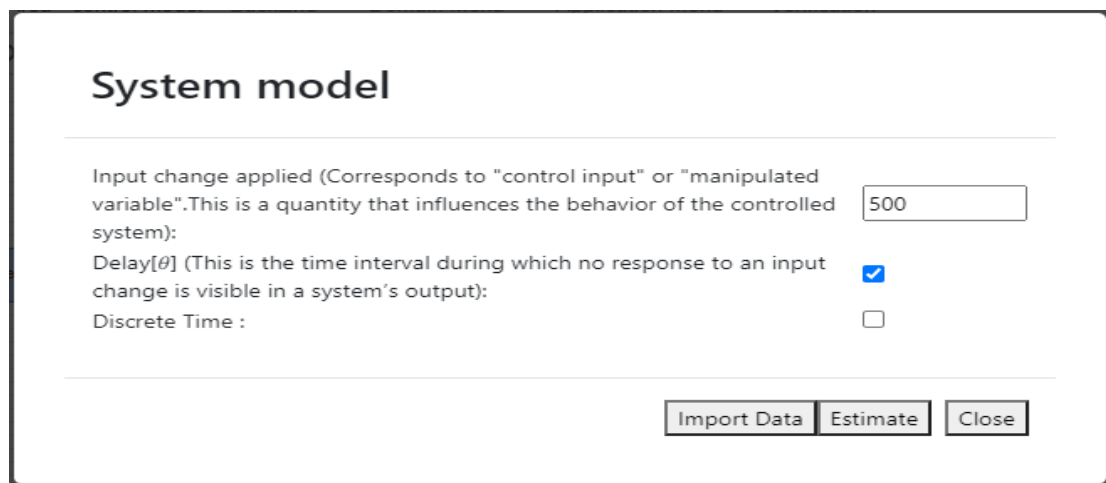 System model
Input change applied (Corresponds to "control input" or "manipulated
variable".This is a quantity that influences the behavior of the controlled
system):
500
Delay[θ] (This is the time interval during which no response to an input
change is visible in a system's output):
Discrete Time :
Import Data Estimate Close